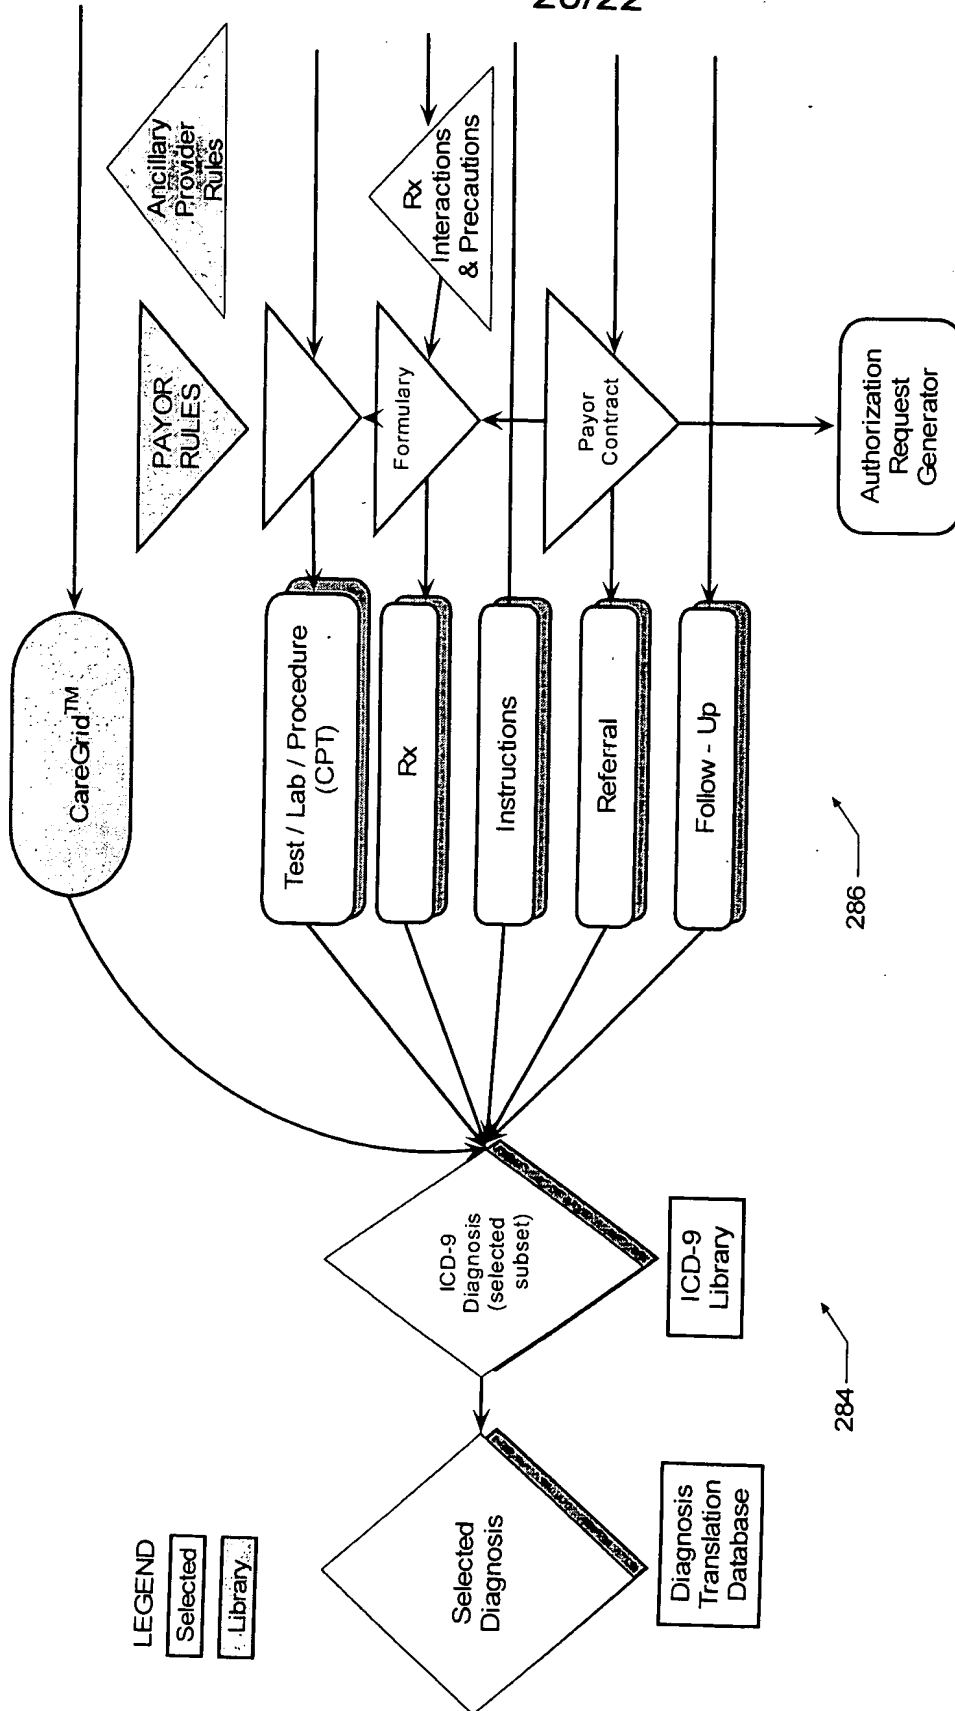 LEGEND
Selected
Library
Selected
Diagnosis
Diagnosis
Translation
Database
284
ICD-9
Diagnosis
(selected
subset)
ICD-9
Library
CareGrid™
Test / Lab / Procedure
(CPT)
Rx
Instructions
Referral
Follow - Up
286
PAYOR
RULES
Formulary
Payor
Contract
Authorization
Request
Generator
Ancillary
Provider
Rules
Rx
Interactions
& Precautions